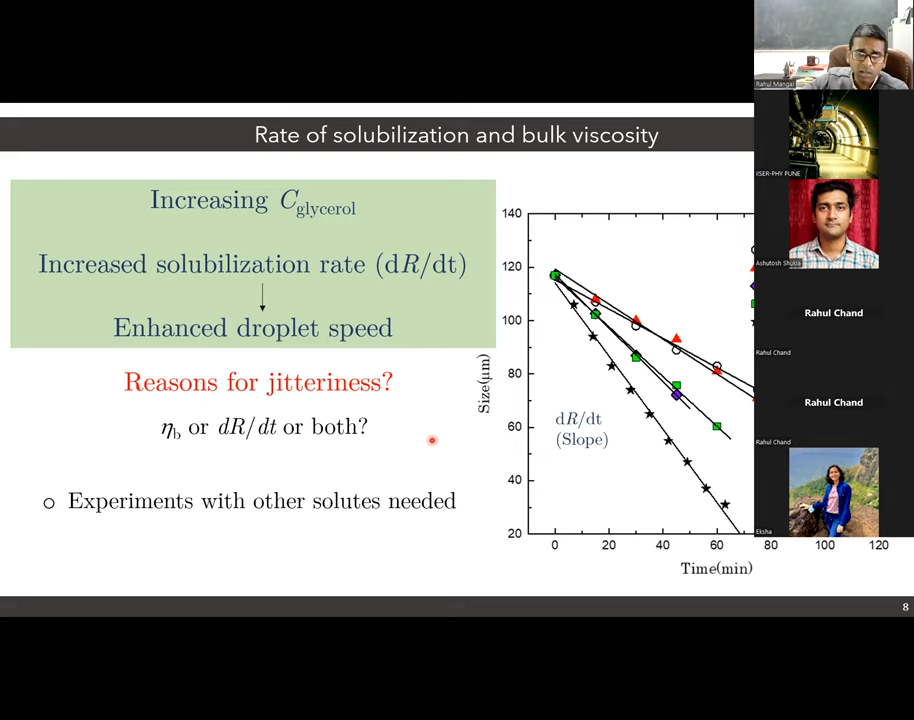 Rate of solubilization and bulk viscosity
Increasing C_glycerol
Increased solubilization rate (dR/dt)
Enhanced droplet speed
Reasons for jitteriness?
η_b or dR/dt or both?
○ Experiments with other solutes needed
140
120
100
80
60
40
20
Size(μm)
dR/dt
(Slope)
0 20 40 60 80 100 120
Time(min)
8
Rahul Mangal
IISER-PHY PUNE
Ashutosh Shukla
Rahul Chand
Rahul Chand
Rahul Chand
Rahul Chand
Eksha